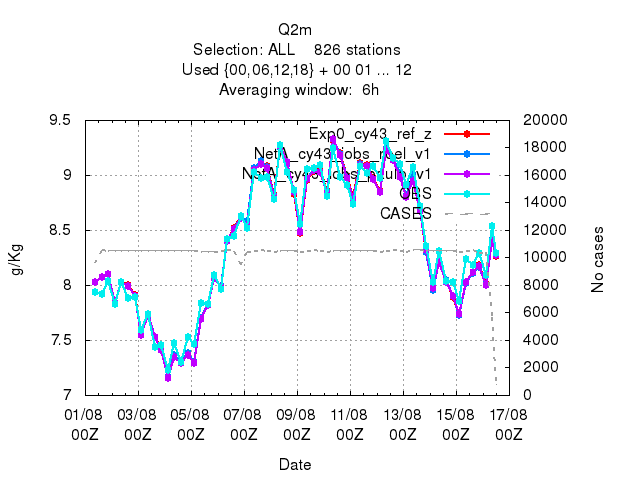 Q2m
Selection: ALL 826 stations
Used {00,06,12,18} + 00 01 ... 12
Averaging window: 6h
9.5
9
8.5
8
7.5
7
g/Kg
20000
18000
16000
14000
12000
10000
8000
6000
4000
2000
0
No cases
Exp0_cy43_ref_z
OBS
CASES
01/08 03/08 05/08 07/08 09/08 11/08 13/08 15/08 17/08
00Z 00Z 00Z 00Z 00Z 00Z 00Z 00Z 00Z
Date